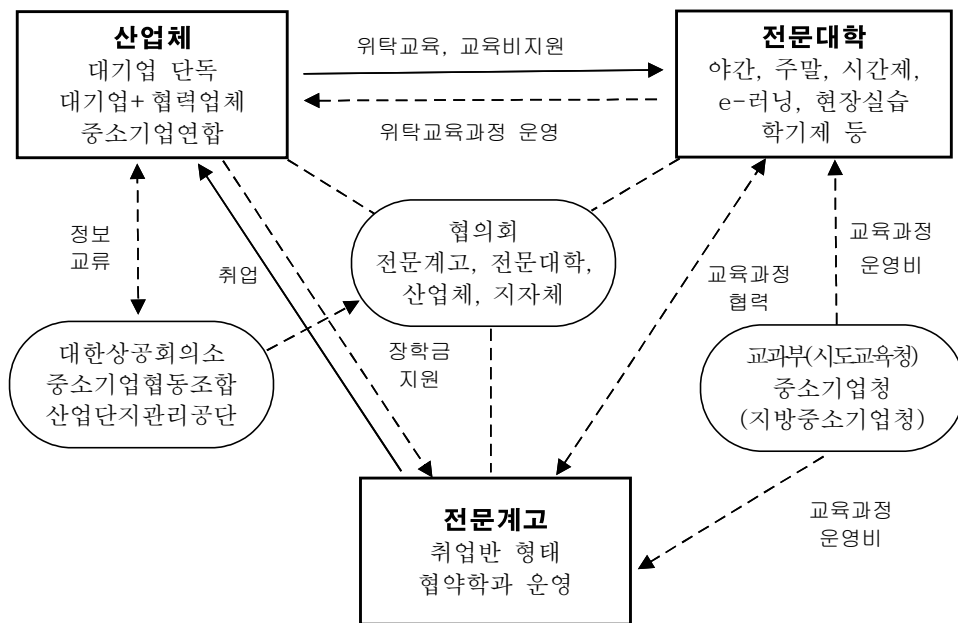 산업체
대기업 단독
대기업+협력업체
중소기업연합
위탁교육, 교육비지원
위탁교육과정 운영
전문대학
야간, 주말, 시간제,
e-러닝, 현장실습
학기제 등
정보
교류
취업
협의회
전문계고, 전문대학,
산업체, 지자체
교육과정
협력
교육과정
운영비
대한상공회의소
중소기업협동조합
산업단지관리공단
장학금
지원
교과부(시도교육청)
중소기업청
(지방중소기업청)
전문계고
취업반 형태
협약학과 운영
교육과정
운영비